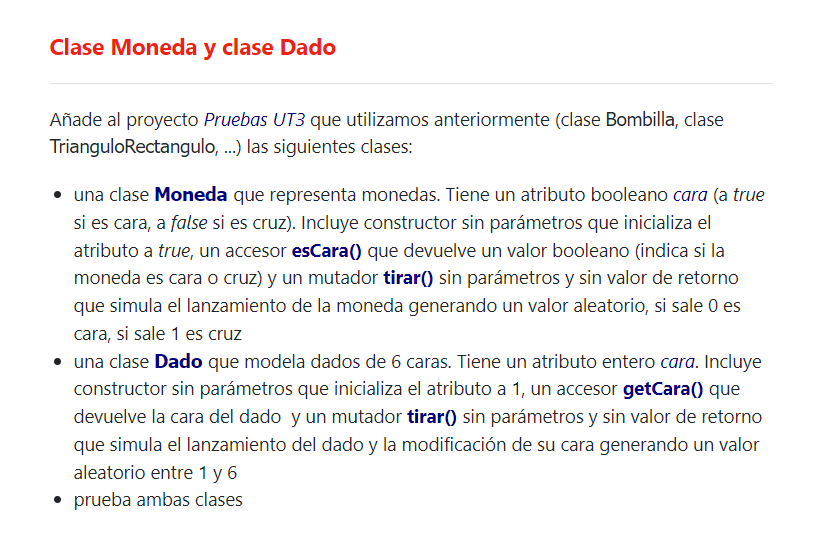 Clase Moneda y clase Dado
Añade al proyecto Pruebas UT3 que utilizamos anteriormente (clase Bombilla, clase
TrianguloRectangulo, ...) las siguientes clases:
• una clase Moneda que representa monedas. Tiene un atributo booleano cara (a true
si es cara, a false si es cruz). Incluye constructor sin parámetros que inicializa el
atributo a true, un accesor esCara() que devuelve un valor booleano (indica si la
moneda es cara o cruz) y un mutador tirar() sin parámetros y sin valor de retorno
que simula el lanzamiento de la moneda generando un valor aleatorio, si sale 0 es
cara, si sale 1 es cruz
• una clase Dado que modela dados de 6 caras. Tiene un atributo entero cara. Incluye
constructor sin parámetros que inicializa el atributo a 1, un accesor getCara() que
devuelve la cara del dado y un mutador tirar() sin parámetros y sin valor de retorno
que simula el lanzamiento del dado y la modificación de su cara generando un valor
aleatorio entre 1 y 6
• prueba ambas clases